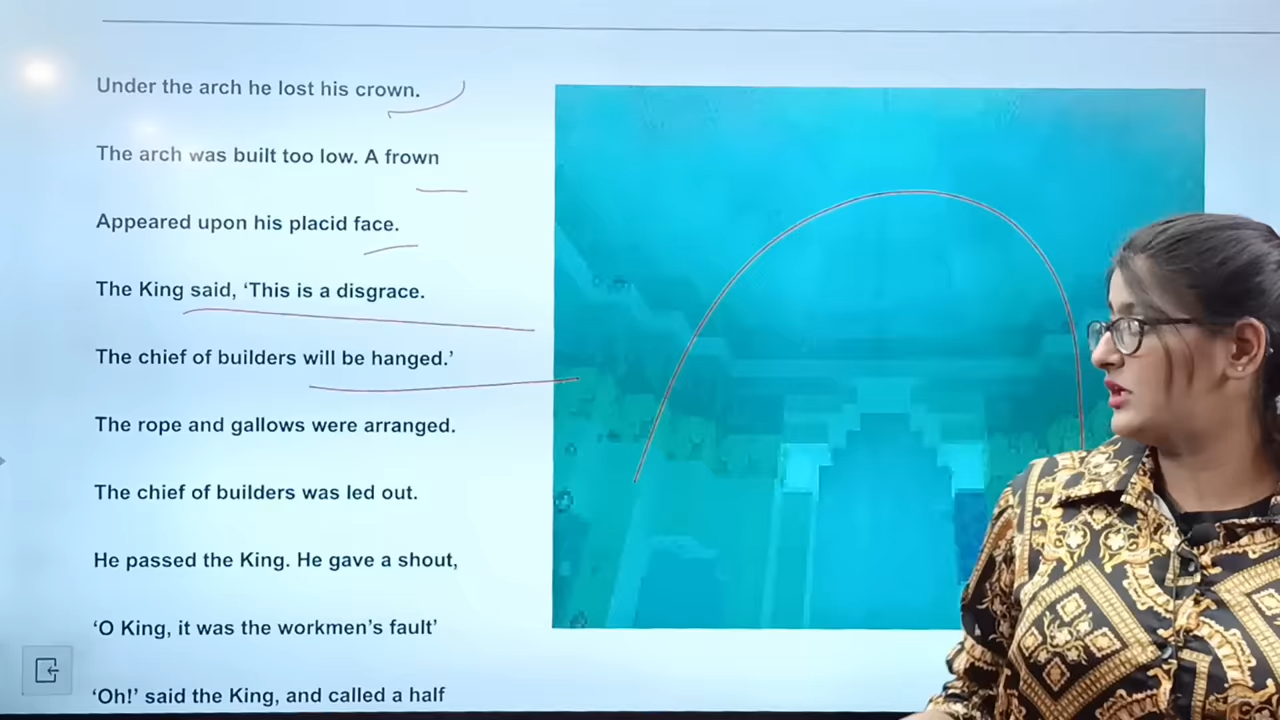 Under the arch he lost his crown.
The arch was built too low. A frown
Appeared upon his placid face.
The King said, ‘This is a disgrace.
The chief of builders will be hanged.’
The rope and gallows were arranged.
The chief of builders was led out.
He passed the King. He gave a shout,
‘O King, it was the workmen’s fault’
‘Oh!’ said the King, and called a half